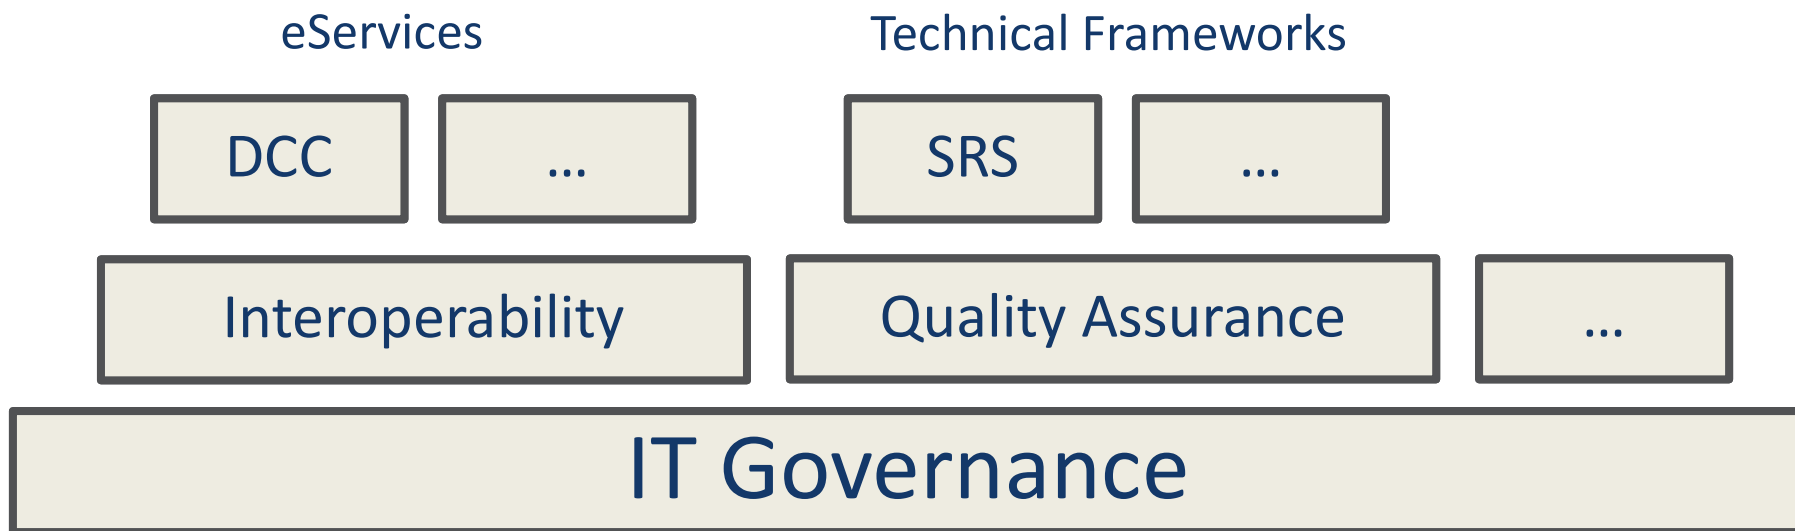 eServices
Technical Frameworks
DCC
...
SRS
...
Interoperability
Quality Assurance
...
IT Governance